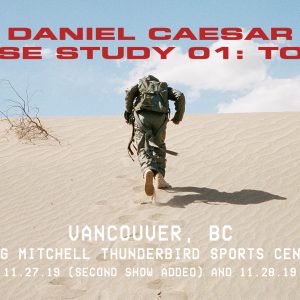 DANIEL CAESAR
SE STUDY 01: TO
VANCOUVER, BC
G MITCHELL THUNDERBIRD SPORTS CEN
11.27.19 (SECOND SHOW ADDED) AND 11.28.19